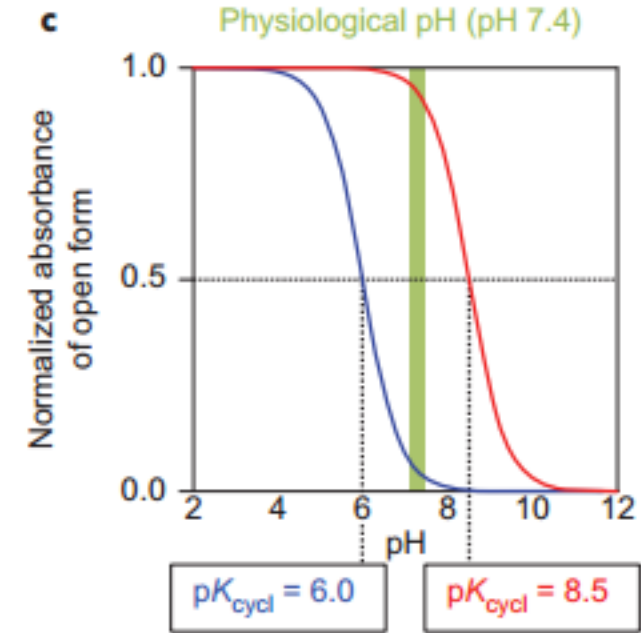 c
Physiological pH (pH 7.4)
Normalized absorbance
of open form
1.0
0.5
0.0
2 4 6 8 10 12
pH
pKcycl = 6.0
pKcycl = 8.5